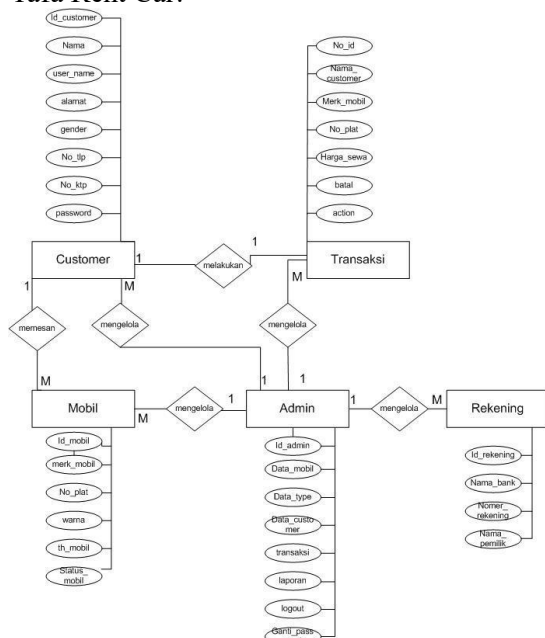 Id_customer
Nama
user_name
alamat
gender
No_tlp
No_ktp
password
No_id
Nama_
customer
Merk_mobil
No_plat
Harga_sewa
batal
action
Customer
1
melakukan
1
Transaksi
1
M
M
memesan
mengelola
mengelola
M
1
1
Mobil
M
mengelola
1
Admin
1
mengelola
M
Rekening
Id_mobil
merk_mobil
No_plat
warna
th_mobil
Status_
mobil
Id_admin
Data_mobil
Data_type
Data_custo
mer
transaksi
laporan
logout
Ganti_pass
Id_rekening
Nama_bank
Nomer_
rekening
Nama_
pemilik